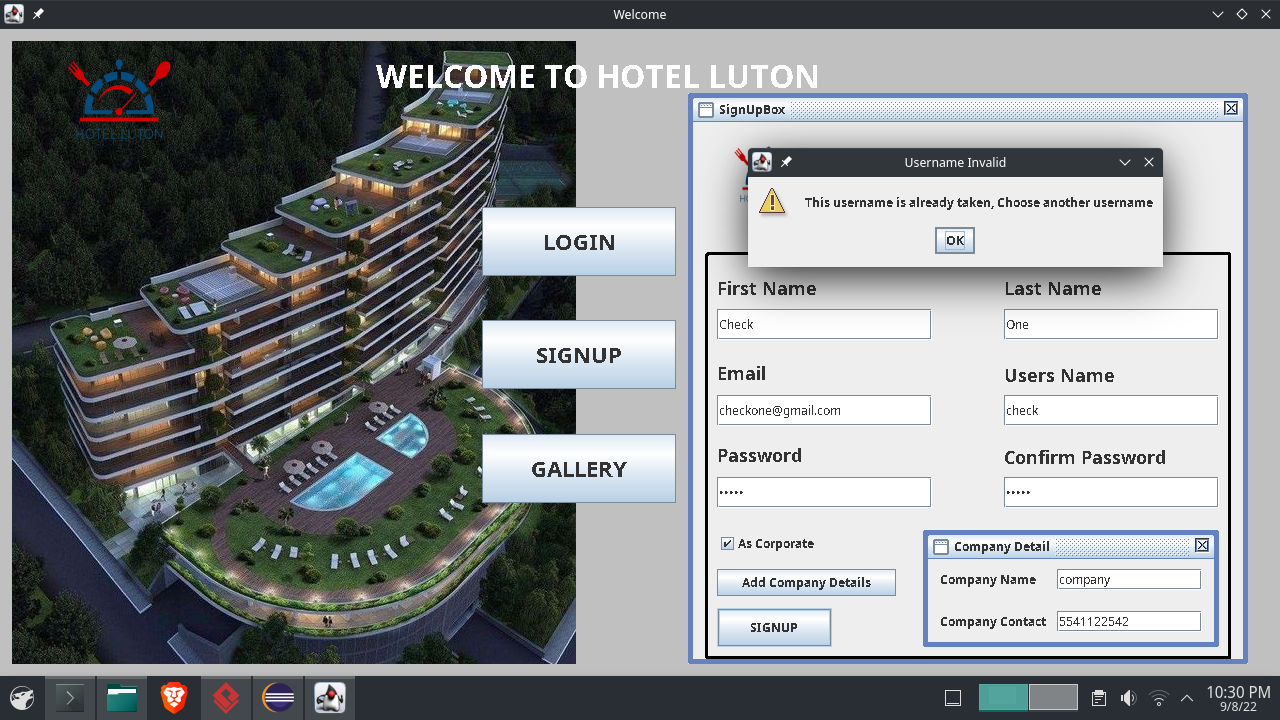 Welcome
WELCOME TO HOTEL LUTON
HOTEL LUTON
LOGIN
SIGNUP
GALLERY
SignUpBox
Username Invalid
This username is already taken, Choose another username
OK
First Name
Last Name
Check
One
Email
Users Name
checkone@gmail.com
check
Password
Confirm Password
•••••
•••••
As Corporate
Add Company Details
SIGNUP
Company Detail
Company Name
company
Company Contact
5541122542
10:30 PM
9/8/22